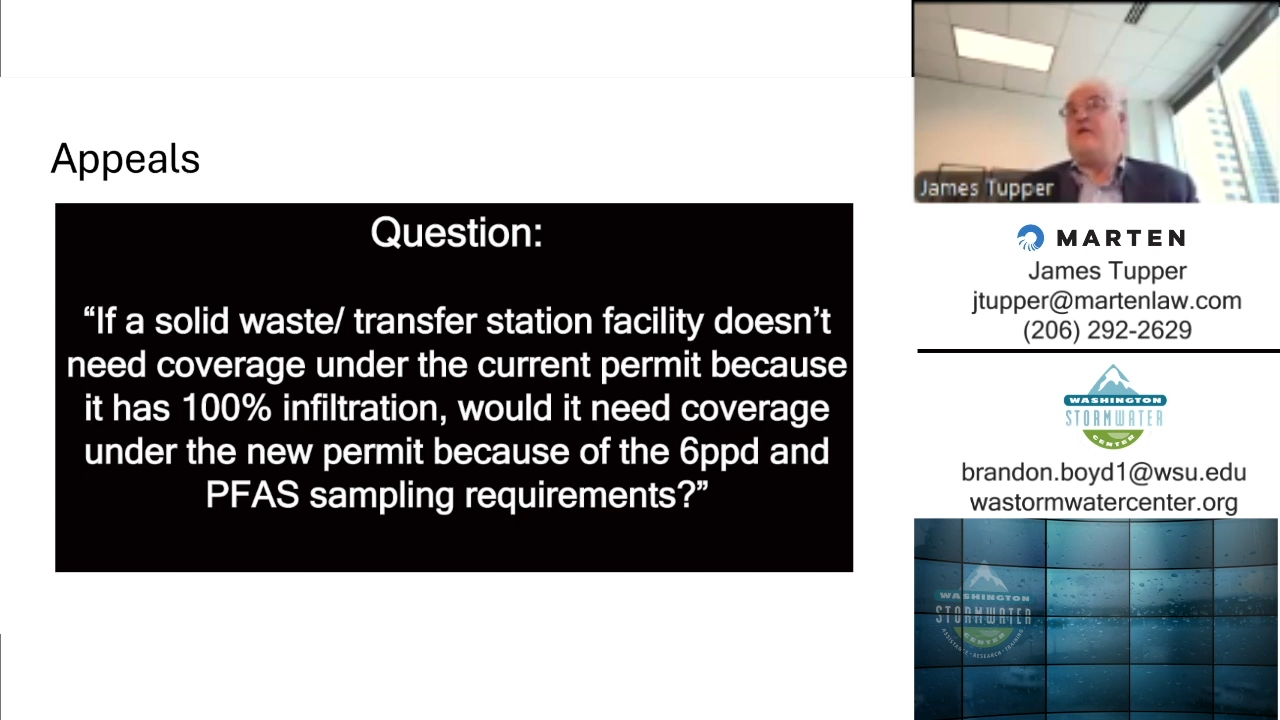 Appeals
Question:
“If a solid waste/ transfer station facility doesn’t
need coverage under the current permit because
it has 100% infiltration, would it need coverage
under the new permit because of the 6ppd and
PFAS sampling requirements?”
James Tupper
MARTEN
James Tupper
jtupper@martenlaw.com
(206) 292-2629
WASHINGTON
STORMWATER
CENTER
brandon.boyd1@wsu.edu
wastormwatercenter.org
WASHINGTON
STORMWATER
CENTER
ASSISTANCE • RESEARCH • TRAINING